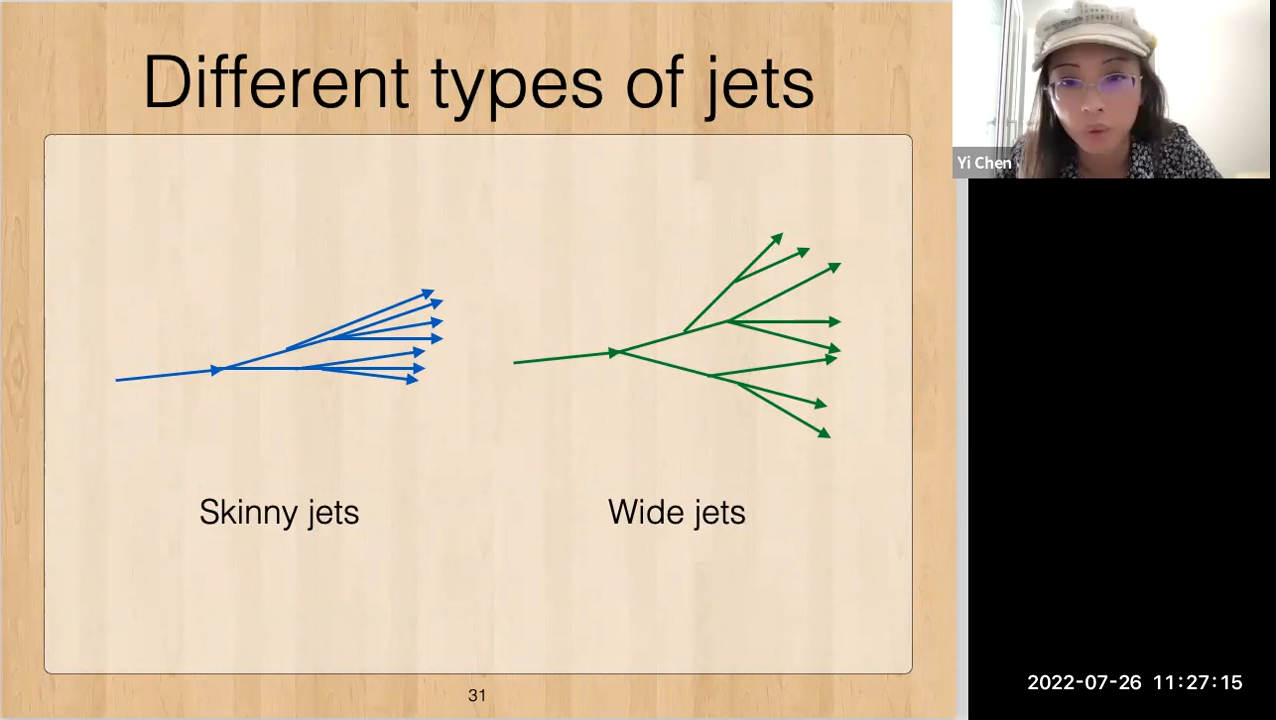 Different types of jets
Yi Chen
Skinny jets
Wide jets
31
2022-07-26 11:27:15